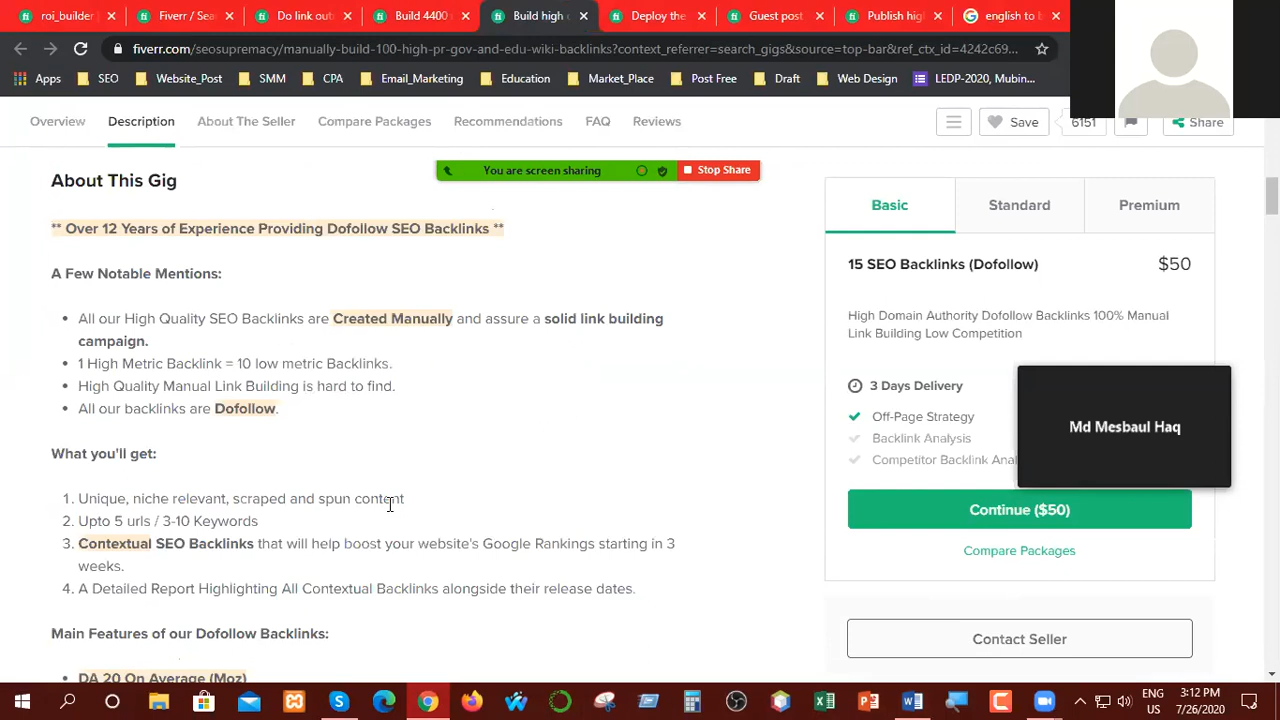 roi_builder
Fiverr / Sea
Do link out
Build 4400
Build high
Deploy the
Guest post
Publish hig
english to b
fiverr.com/seosupremacy/manually-build-100-high-pr-gov-and-edu-wiki-backlinks?context_referrer=search_gigs&source=top-bar&ref_ctx_id=4242c69...
Apps SEO Website_Post SMM CPA Email_Marketing Education Market_Place Post Free Draft Web Design LEDP-2020, Mubin...
Overview Description About The Seller Compare Packages Recommendations FAQ Reviews
Save 6151 Share
You are screen sharing Stop Share
About This Gig
** Over 12 Years of Experience Providing Dofollow SEO Backlinks **
A Few Notable Mentions:
• All our High Quality SEO Backlinks are Created Manually and assure a solid link building
campaign.
• 1 High Metric Backlink = 10 low metric Backlinks.
• High Quality Manual Link Building is hard to find.
• All our backlinks are Dofollow.
What you'll get:
1. Unique, niche relevant, scraped and spun content
2. Upto 5 urls / 3-10 Keywords
3. Contextual SEO Backlinks that will help boost your website's Google Rankings starting in 3
weeks.
4. A Detailed Report Highlighting All Contextual Backlinks alongside their release dates.
Main Features of our Dofollow Backlinks:
• DA 20 On Average (Moz)
Basic Standard Premium
15 SEO Backlinks (Dofollow) $50
High Domain Authority Dofollow Backlinks 100% Manual
Link Building Low Competition
3 Days Delivery
Off-Page Strategy
Backlink Analysis
Competitor Backlink Anal
Md Mesbaul Haq
Continue ($50)
Compare Packages
Contact Seller
ENG
US
3:12 PM
7/26/2020